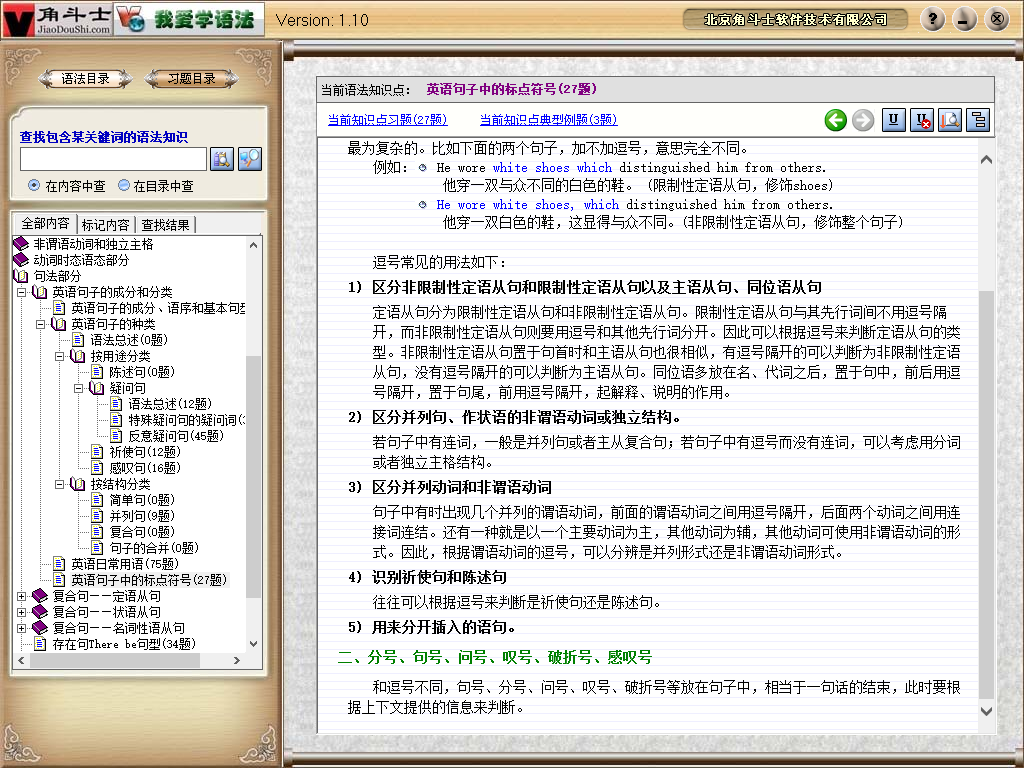 角斗士
JiaoDouShi.com
我爱学语法
Version: 1.10
北京角斗士软件技术有限公司
语法目录
习题目录
查找包含某关键词的语法知识
在内容中查
在目录中查
全部内容
标记内容
查找结果
非谓语动词和独立主格
动词时态语态部分
句法部分
英语句子的成分和分类
英语句子的成分、语序和基本句型
英语句子的种类
语法总述(0题)
按用途分类
陈述句(0题)
疑问句
语法总述(12题)
特殊疑问句的疑问词(
反意疑问句(45题)
祈使句(12题)
感叹句(16题)
按结构分类
简单句(0题)
并列句(9题)
复合句(0题)
句子的合并(0题)
英语日常用语(75题)
英语句子中的标点符号(27题)
复合句——定语从句
复合句——状语从句
复合句——名词性语从句
存在句There be句型(34题)
当前语法知识点: 英语句子中的标点符号(27题)
当前知识点习题(27题)
当前知识点典型例题(3题)
最为复杂的。比如下面的两个句子，加不加逗号，意思完全不同。
例如: He wore white shoes which distinguished him from others.
他穿一双与众不同的白色的鞋。 (限制性定语从句，修饰shoes)
He wore white shoes, which distinguished him from others.
他穿一双白色的鞋，这显得与众不同。(非限制性定语从句，修饰整个句子)
逗号常见的用法如下:
1) 区分非限制性定语从句和限制性定语从句以及主语从句、同位语从句
定语从句分为限制性定语从句和非限制性定语从句。限制性定语从句与其先行词间不用逗号隔
开，而非限制性定语从句则要用逗号和其他先行词分开。因此可以根据逗号来判断定语从句的类
型。非限制性定语从句置于句首时和主语从句也很相似，有逗号隔开的可以判断为非限制性定语
从句，没有逗号隔开的可以判断为主语从句。同位语多放在名、代词之后，置于句中，前后用逗
号隔开，置于句尾，前用逗号隔开，起解释、说明的作用。
2) 区分并列句、作状语的非谓语动词或独立结构。
若句子中有连词，一般是并列句或者主从复合句; 若句子中有逗号而没有连词，可以考虑用分词
或者独立主格结构。
3) 区分并列动词和非谓语动词
句子中有时出现几个并列的谓语动词，前面的谓语动词之间用逗号隔开，后面两个动词之间用连
接词连结。还有一种就是以一个主要动词为主，其他动词为辅，其他动词可使用非谓语动词的形
式。因此，根据谓语动词的逗号，可以分辨是并列形式还是非谓语动词形式。
4) 识别祈使句和陈述句
往往可以根据逗号来判断是祈使句还是陈述句。
5) 用来分开插入的语句。
二、分号、句号、问号、叹号、破折号、感叹号
和逗号不同，句号、分号、问号、叹号、破折号等放在句子中，相当于一句话的结束，此时要根
据上下文提供的信息来判断。